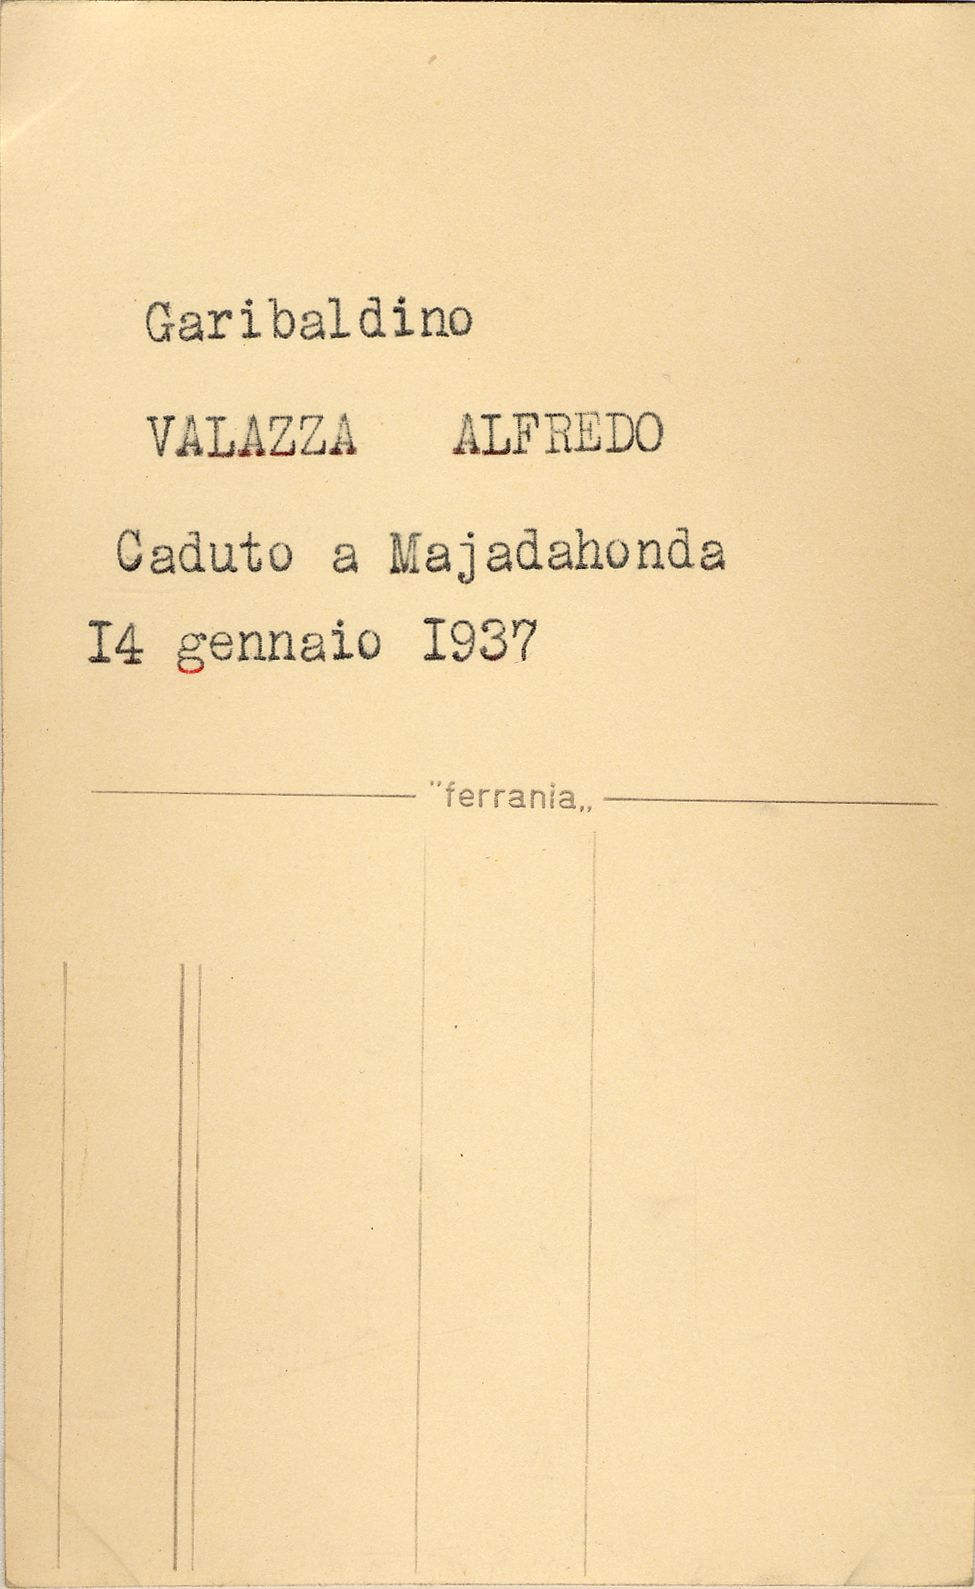 Garibaldino
VALAZZA ALFREDO
Caduto a Majadahonda
I4 gennaio I937
"ferrania„